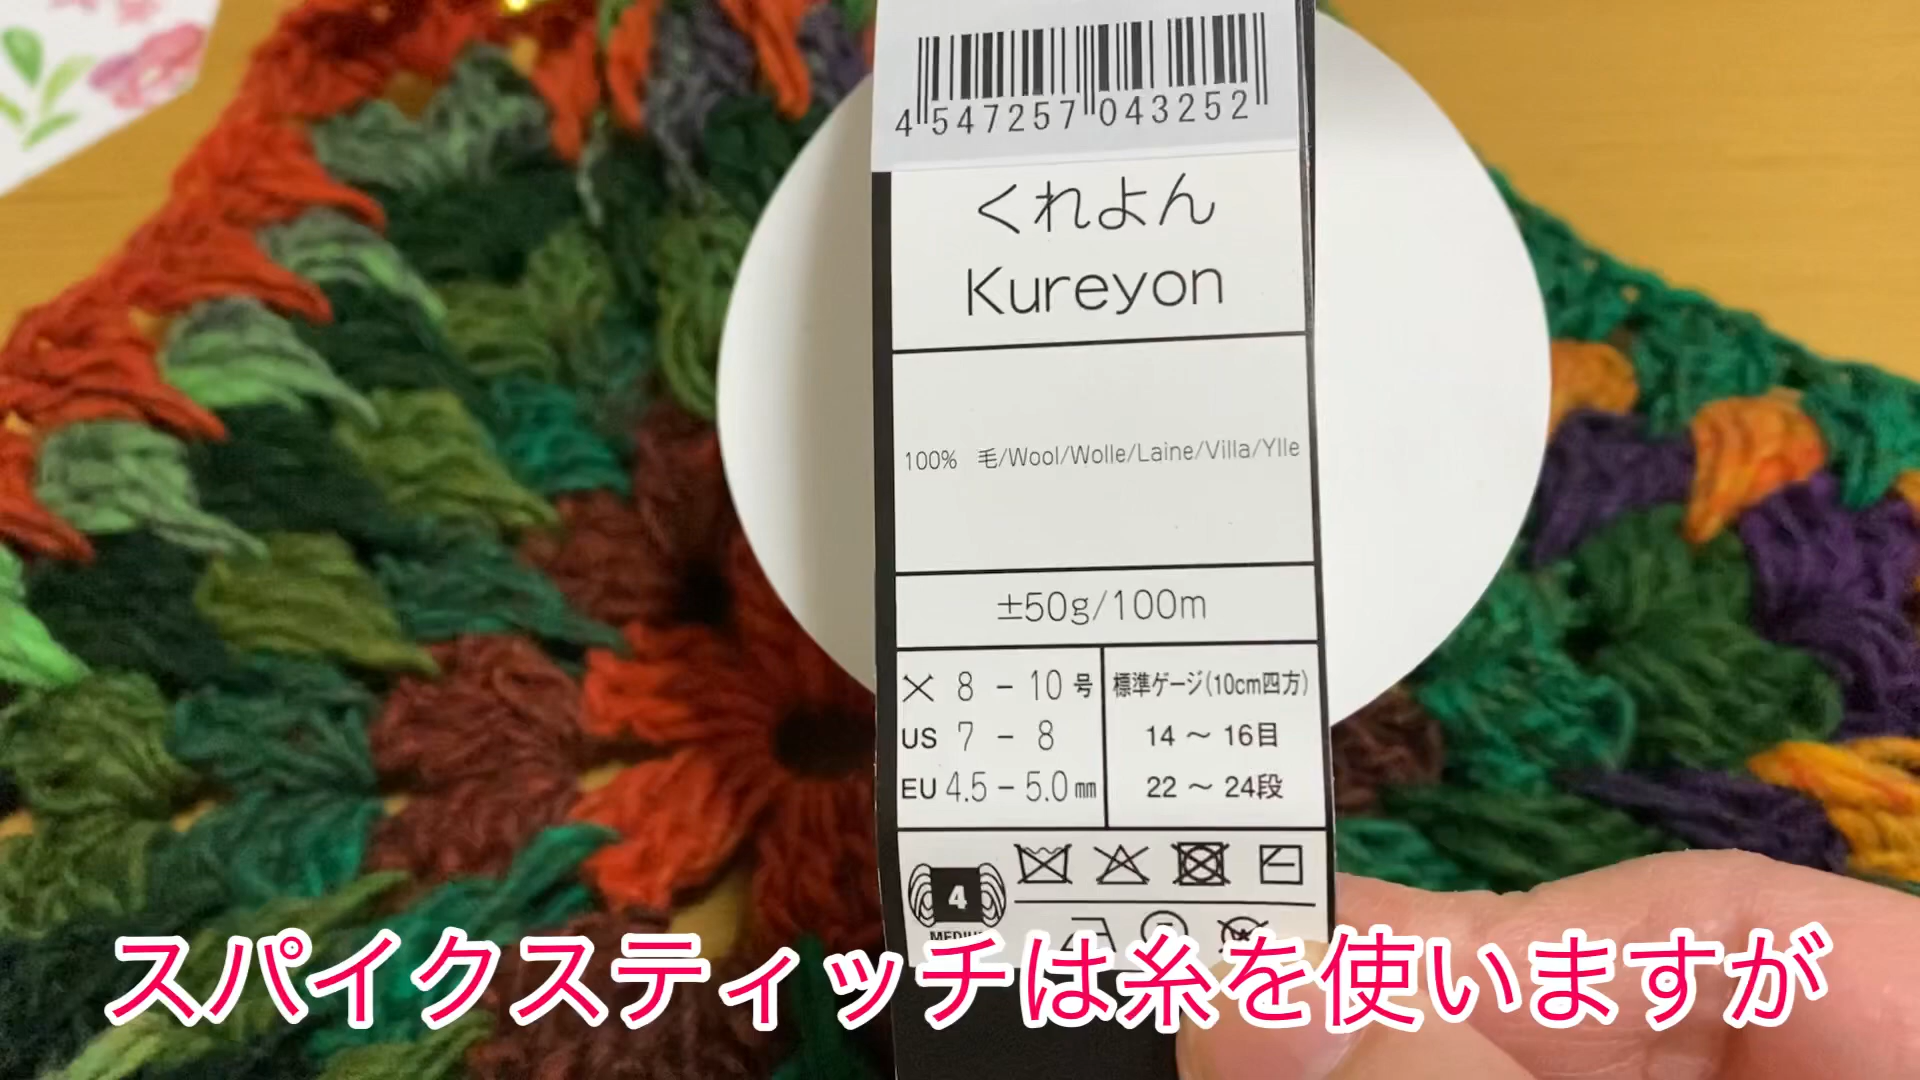 4 547257 043252
くれよん
Kureyon
100% 毛/Wool/Wolle/Laine/Villa/Ylle
±50g/100m
8 - 10 号
US 7 - 8
EU 4.5 - 5.0 mm
標準ゲージ(10cm四方)
14 ～ 16目
22 ～ 24段
4
スパイクスティッチは糸を使いますが